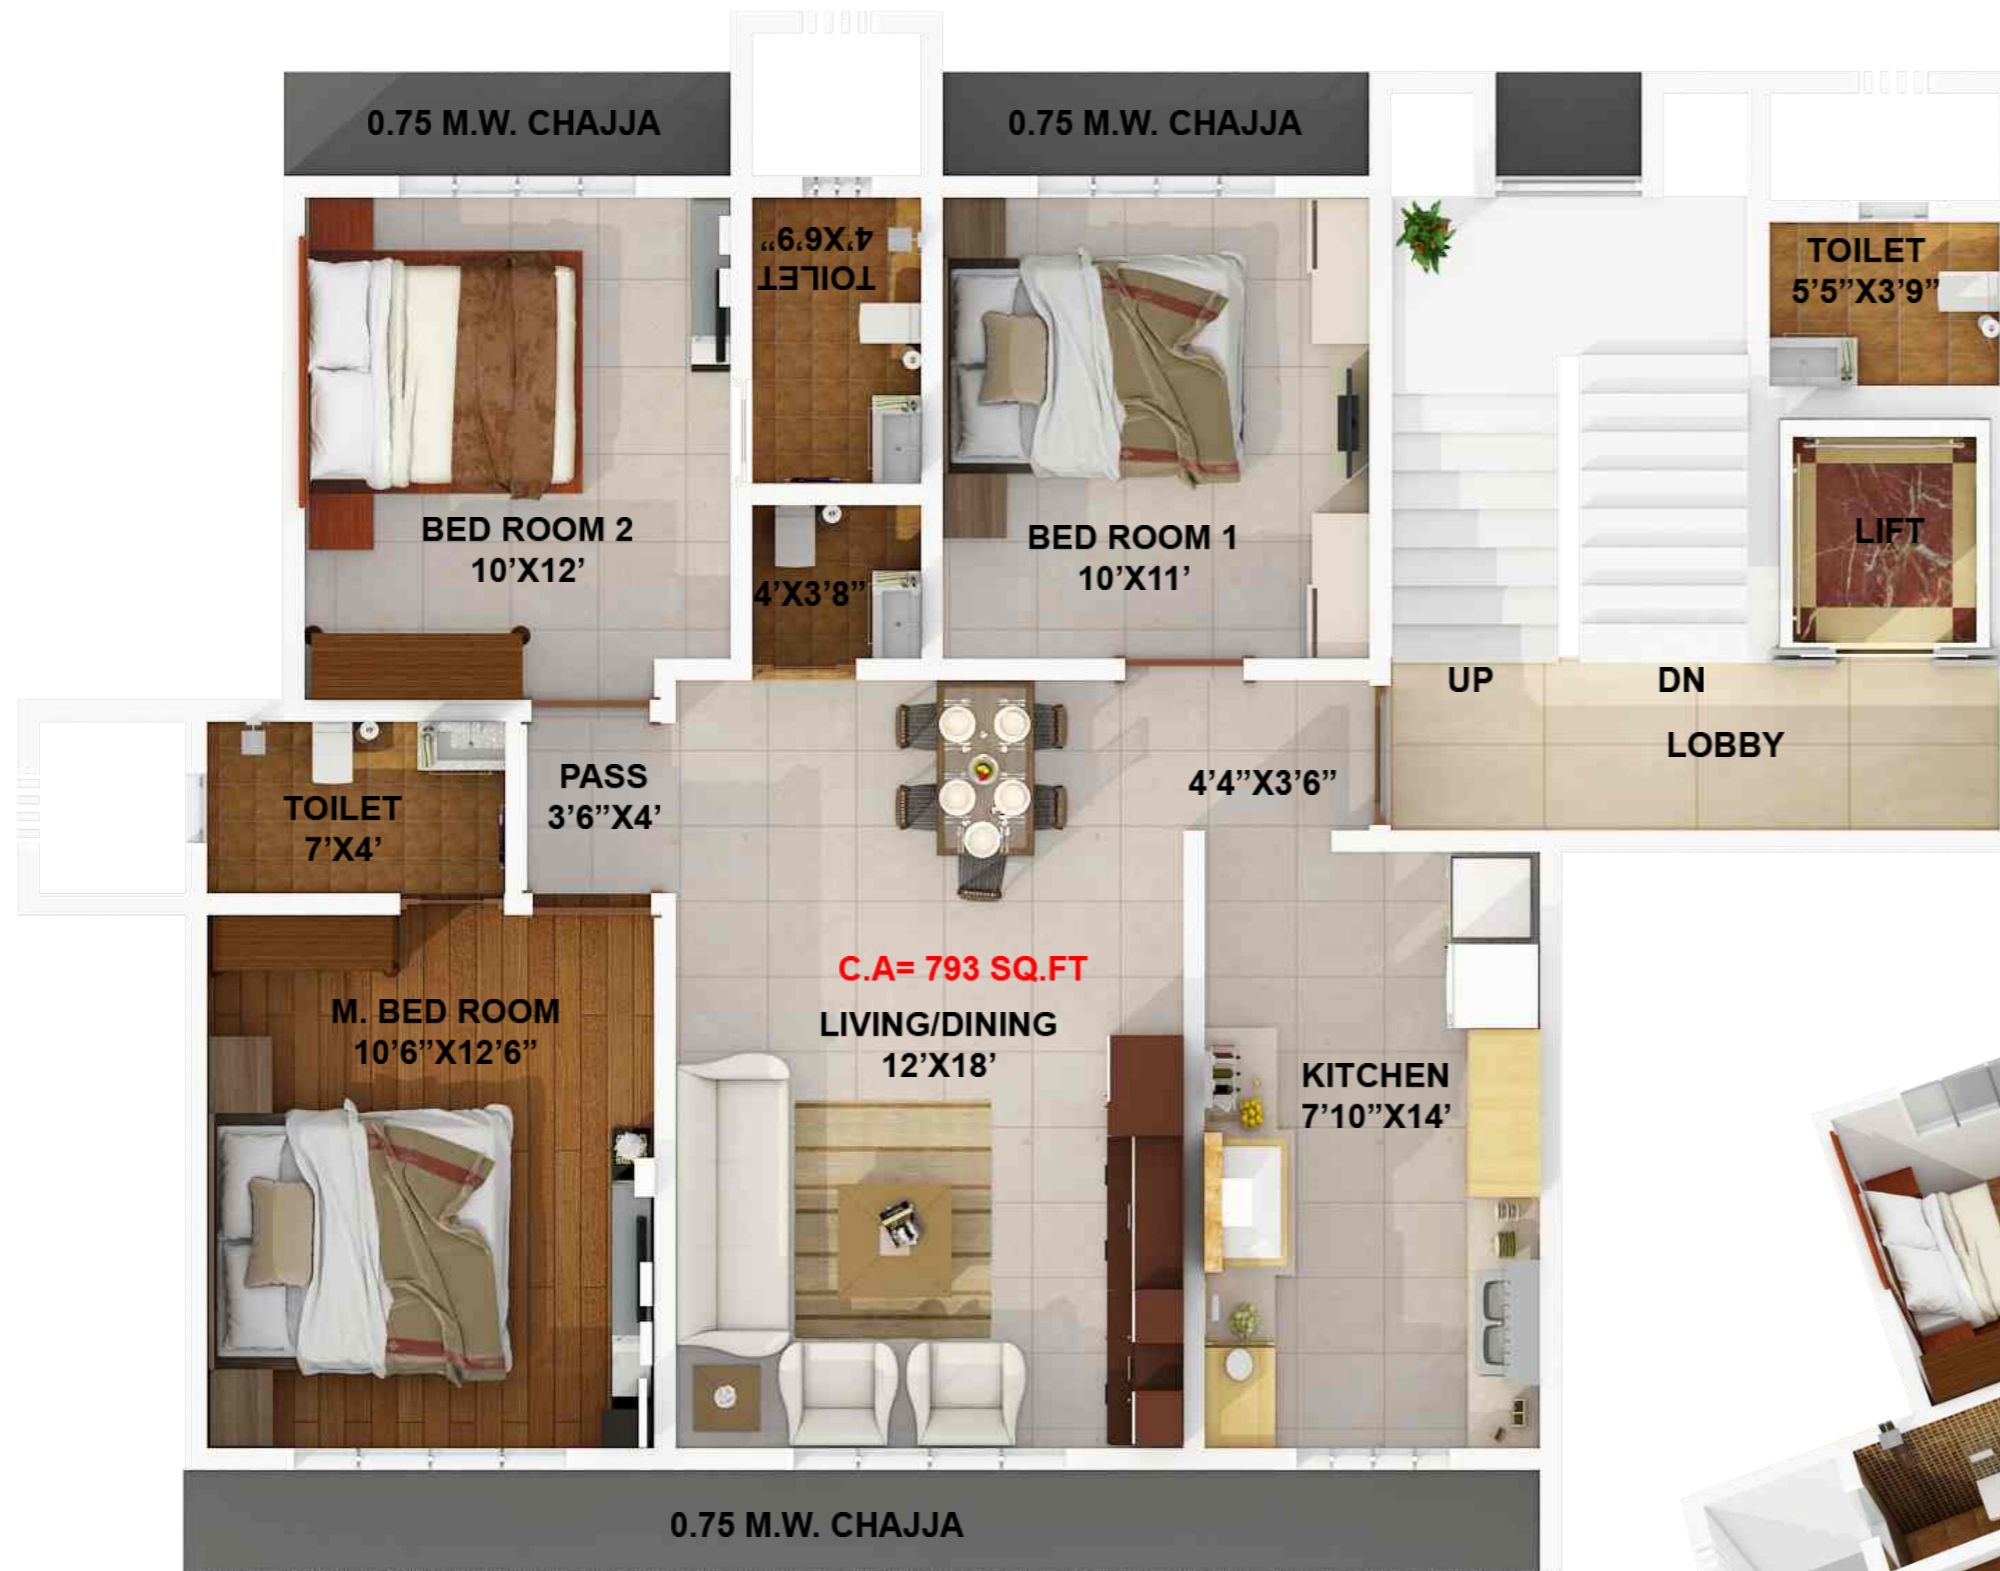 0.75 M.W. CHAJJA
0.75 M.W. CHAJJA
TOILET
4'X6'9"
TOILET
5’5”X3’9”
BED ROOM 2
10’X12’
BED ROOM 1
10’X11’
LIFT
4’X3’8”
UP
DN
LOBBY
PASS
3’6”X4’
4’4”X3’6”
TOILET
7’X4’
C.A= 793 SQ.FT
M. BED ROOM
10’6”X12’6”
LIVING/DINING
12’X18’
KITCHEN
7’10”X14’
0.75 M.W. CHAJJA